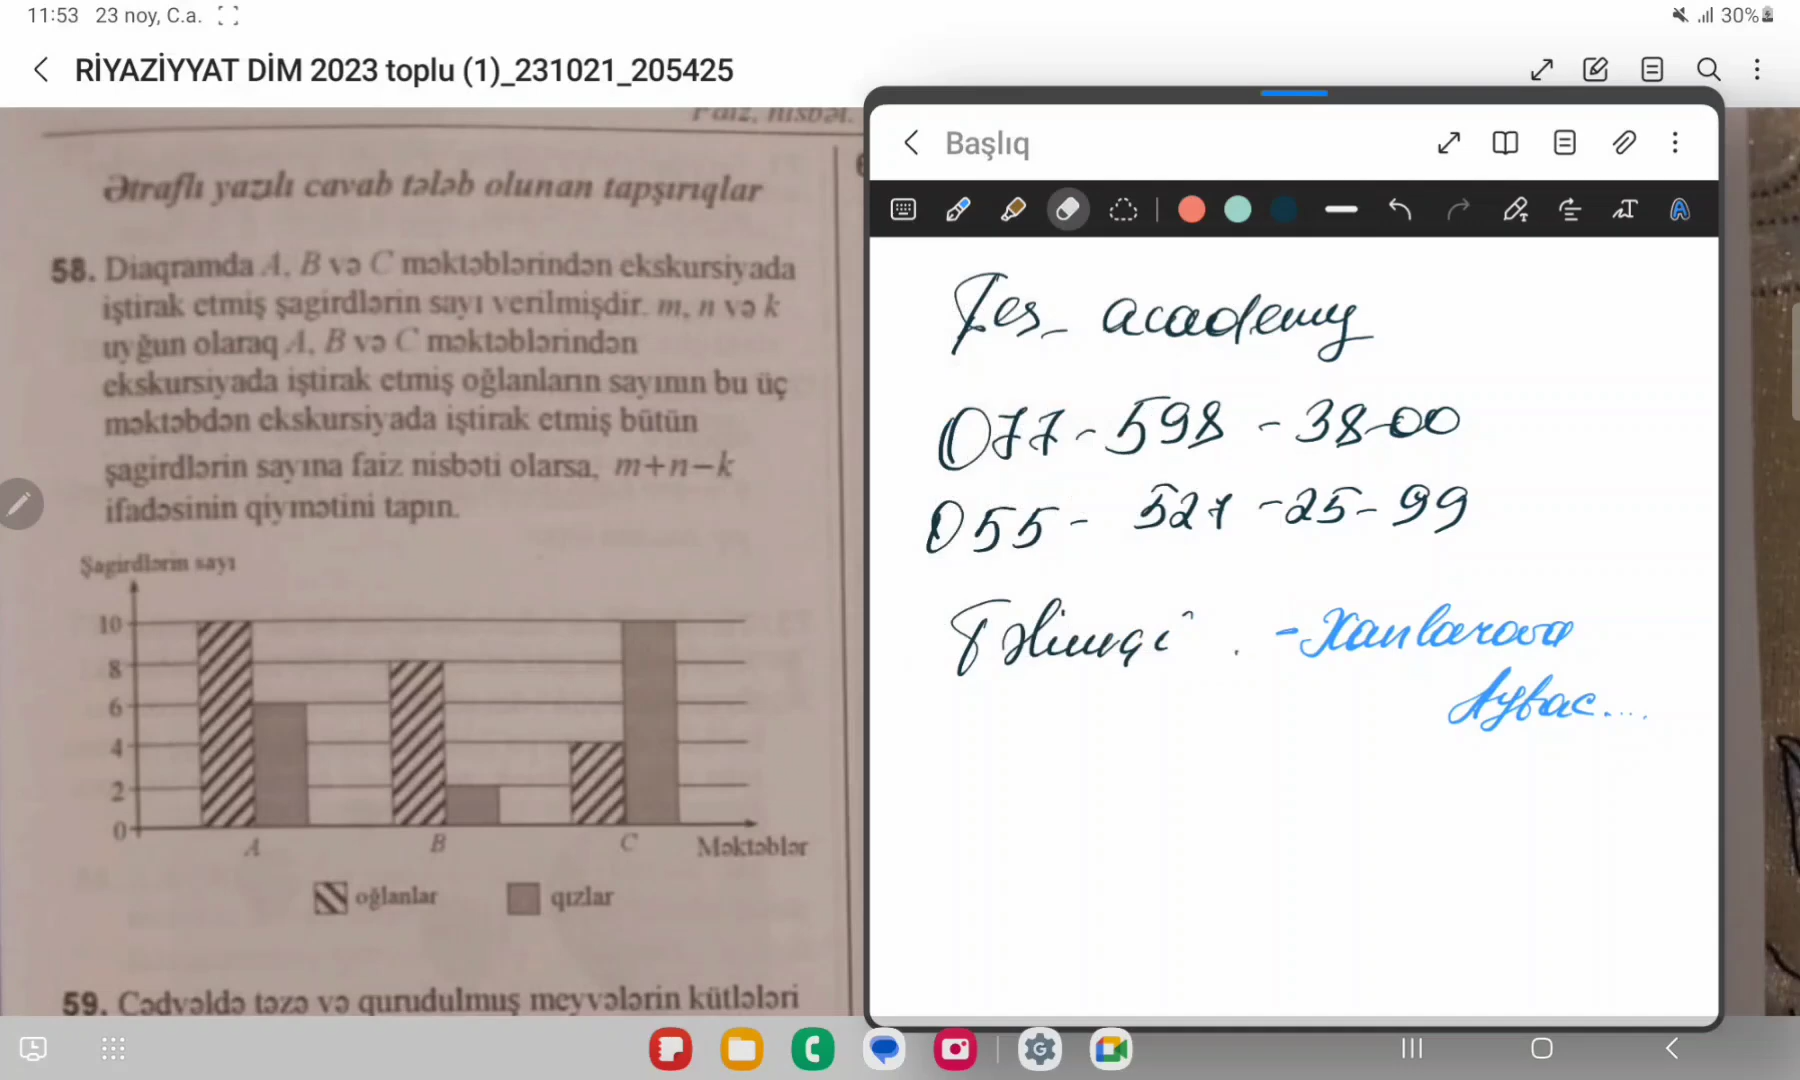 11:53 23 noy, C.a.
30%
RİYAZİYYAT DİM 2023 toplu (1)_231021_205425
Faiz, nisbət.
Ətraflı yazılı cavab tələb olunan tapşırıqlar
58. Diaqramda A, B və C məktəblərindən ekskursiyada
iştirak etmiş şagirdlərin sayı verilmişdir. m, n və k
uyğun olaraq A, B və C məktəblərindən
ekskursiyada iştirak etmiş oğlanların sayının bu üç
məktəbdən ekskursiyada iştirak etmiş bütün
şagirdlərin sayına faiz nisbəti olarsa, m+n−k
ifadəsinin qiymətini tapın.
Şagirdlərin sayı
10
8
6
4
2
0
A B C Məktəblər
oğlanlar qızlar
59. Cədvəldə təzə və qurudulmuş meyvələrin kütlələri
Başlıq
academy
077-598-38-00
055-527-25-99
Təlimçi -Xanlarova